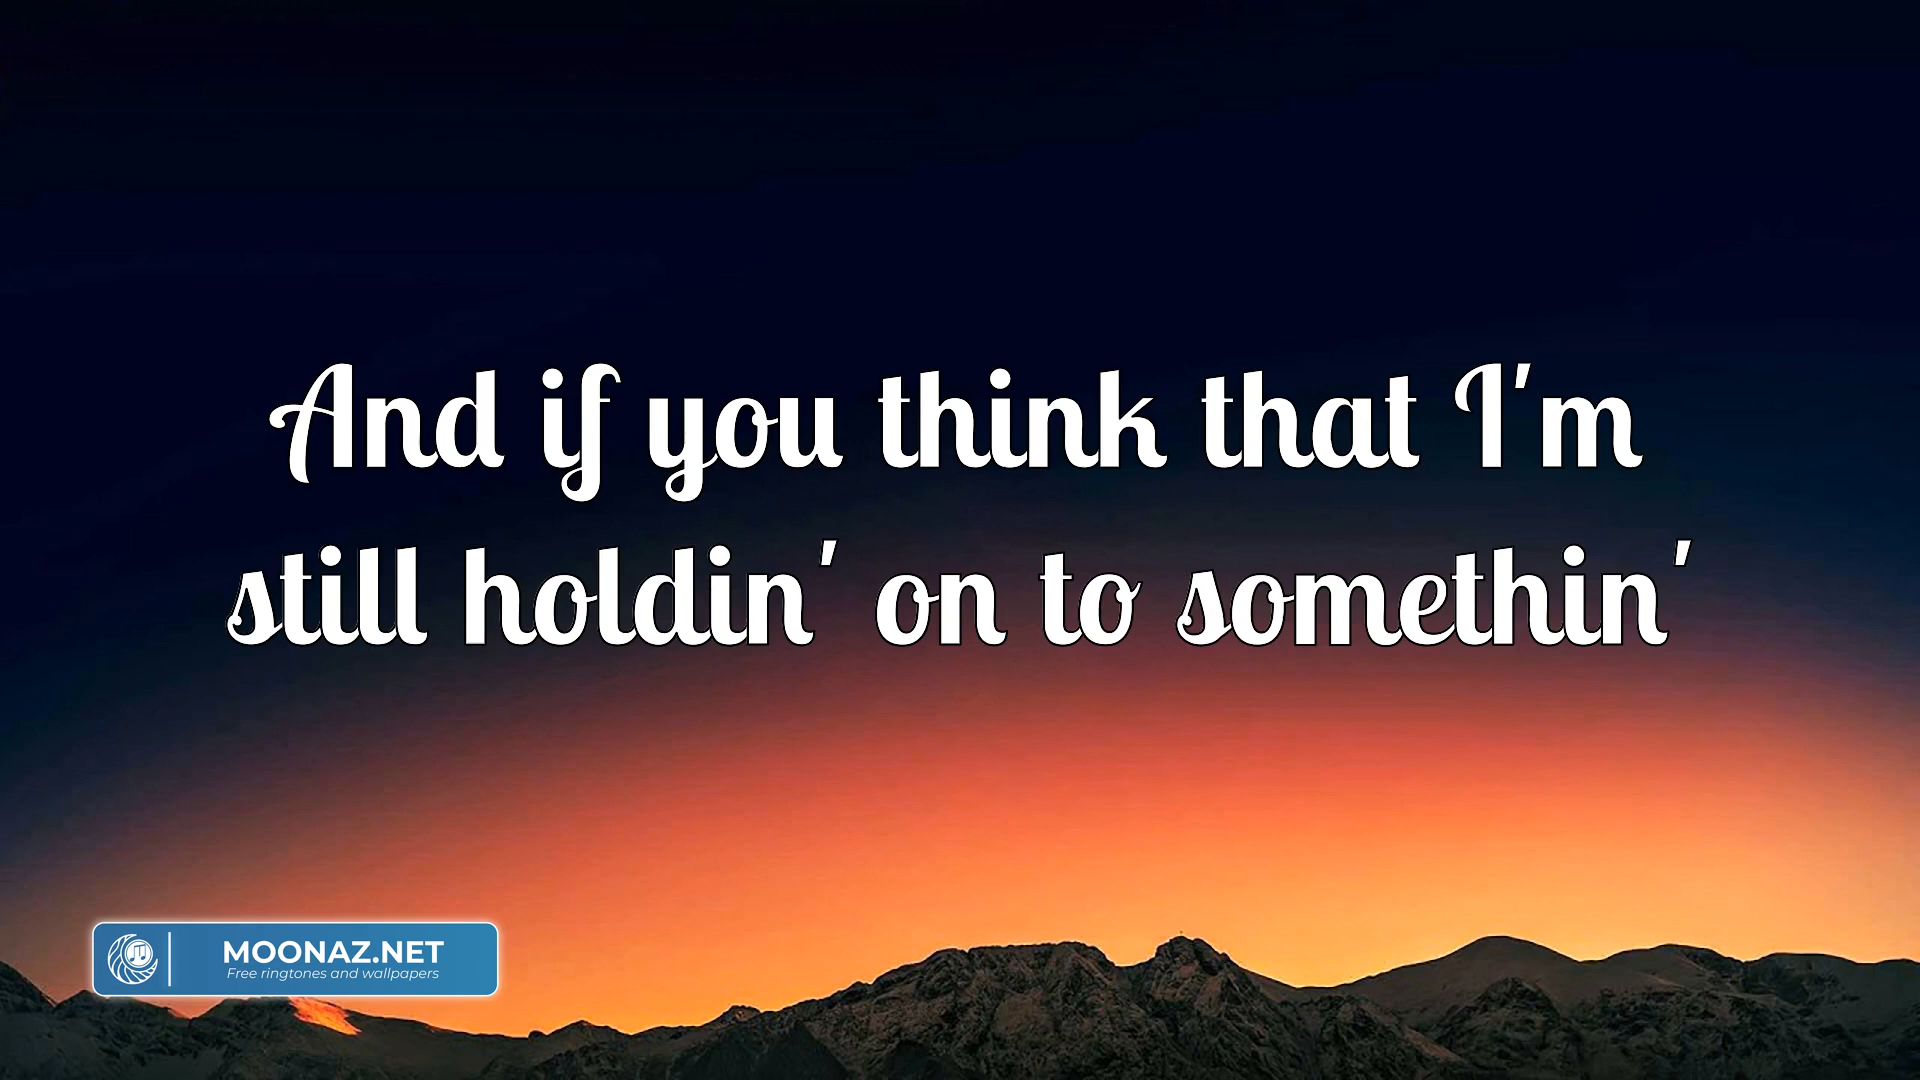 And if you think that I'm
still holdin' on to somethin'
MOONAZ.NET
Free ringtones and wallpapers